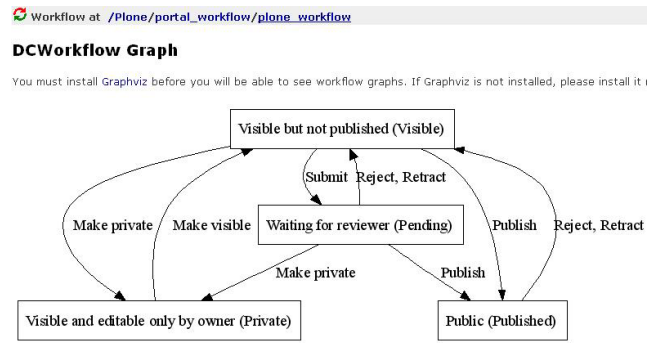 Workflow at /Plone/portal_workflow/plone_workflow
DCWorkflow Graph
You must install Graphviz before you will be able to see workflow graphs. If Graphviz is not installed, please install it
Visible but not published (Visible)
Submit Reject, Retract
Make private Make visible Waiting for reviewer (Pending) Publish Reject, Retract
Make private Publish
Visible and editable only by owner (Private) Public (Published)